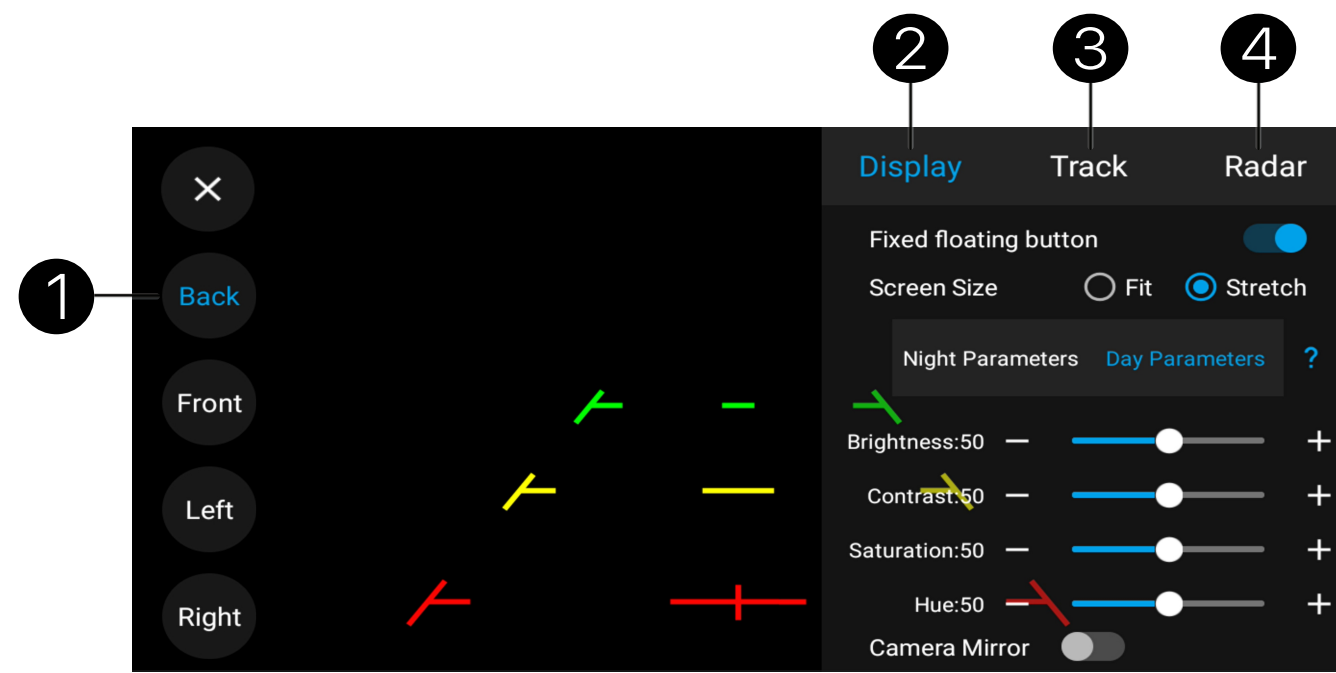 2 3 4
Display Track Radar
Fixed floating button
1 Back
Screen Size Fit Stretch
Night Parameters Day Parameters ?
Front
Brightness:50
Contrast:50
Left
Saturation:50
Hue:50
Right
Camera Mirror